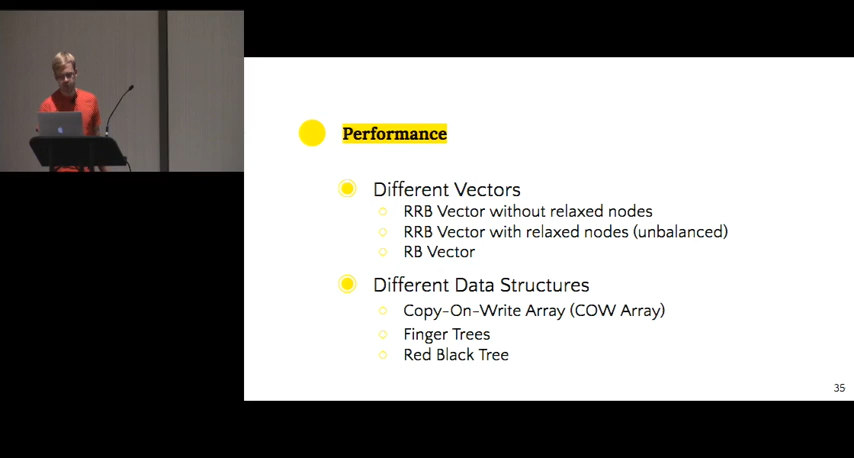 Performance
Different Vectors
RRB Vector without relaxed nodes
RRB Vector with relaxed nodes (unbalanced)
RB Vector
Different Data Structures
Copy-On-Write Array (COW Array)
Finger Trees
Red Black Tree
35